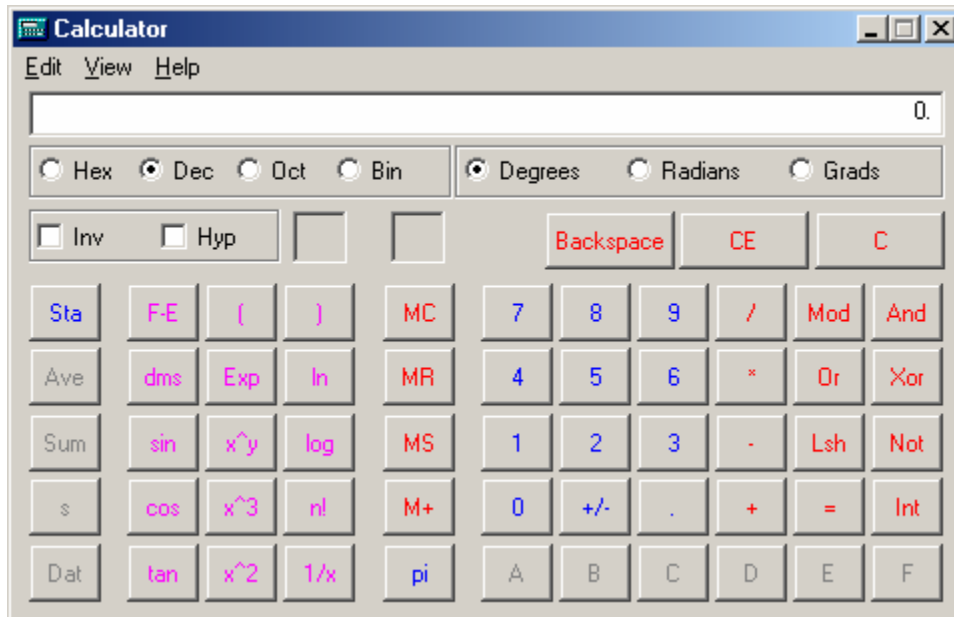 Calculator
Edit View Help
0.
Hex Dec Oct Bin Degrees Radians Grads
Inv Hyp Backspace CE C
Sta F-E ( ) MC 7 8 9 / Mod And
Ave dms Exp ln MR 4 5 6 * Or Xor
Sum sin x^y log MS 1 2 3 - Lsh Not
s cos x^3 n! M+ 0 +/- . + = Int
Dat tan x^2 1/x pi A B C D E F